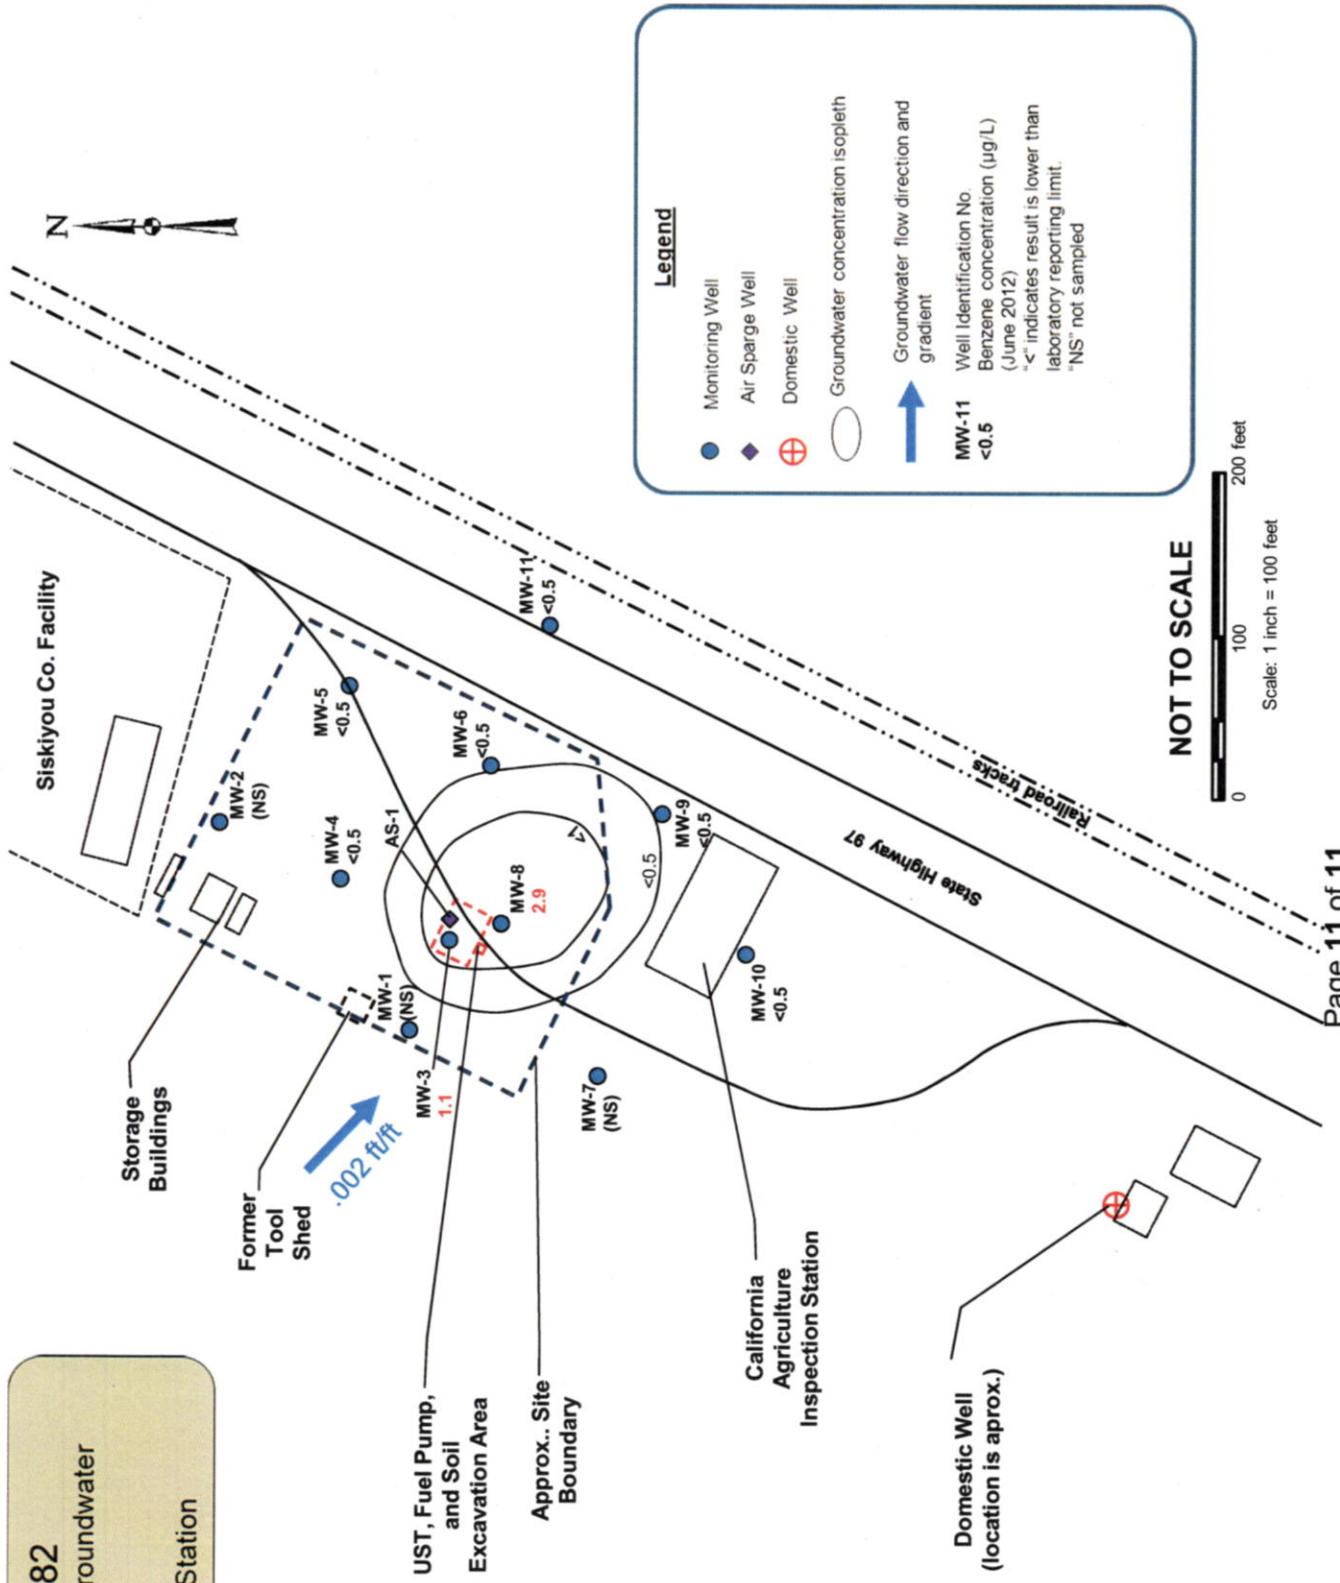 82
roundwater
Station
N
Siskiyou Co. Facility
Storage
Buildings
Former
Tool
Shed
.002 ft/ft
MW-2
(NS)
MW-4
<0.5
MW-5
<0.5
AS-1
MW-6
<0.5
MW-11
<0.5
MW-1
(NS)
MW-3
1.1
MW-8
2.9
<1
<0.5
MW-9
<0.5
MW-7
(NS)
MW-10
<0.5
UST, Fuel Pump,
and Soil
Excavation Area
Approx.. Site
Boundary
California
Agriculture
Inspection Station
Domestic Well
(location is aprox.)
State Highway 97
Railroad tracks
Legend
Monitoring Well
Air Sparge Well
Domestic Well
Groundwater concentration isopleth
Groundwater flow direction and
gradient
MW-11 Well Identification No.
<0.5 Benzene concentration (µg/L)
(June 2012)
"<" indicates result is lower than
laboratory reporting limit.
"NS" not sampled
NOT TO SCALE
0 100 200 feet
Scale: 1 inch = 100 feet
Page 11 of 11